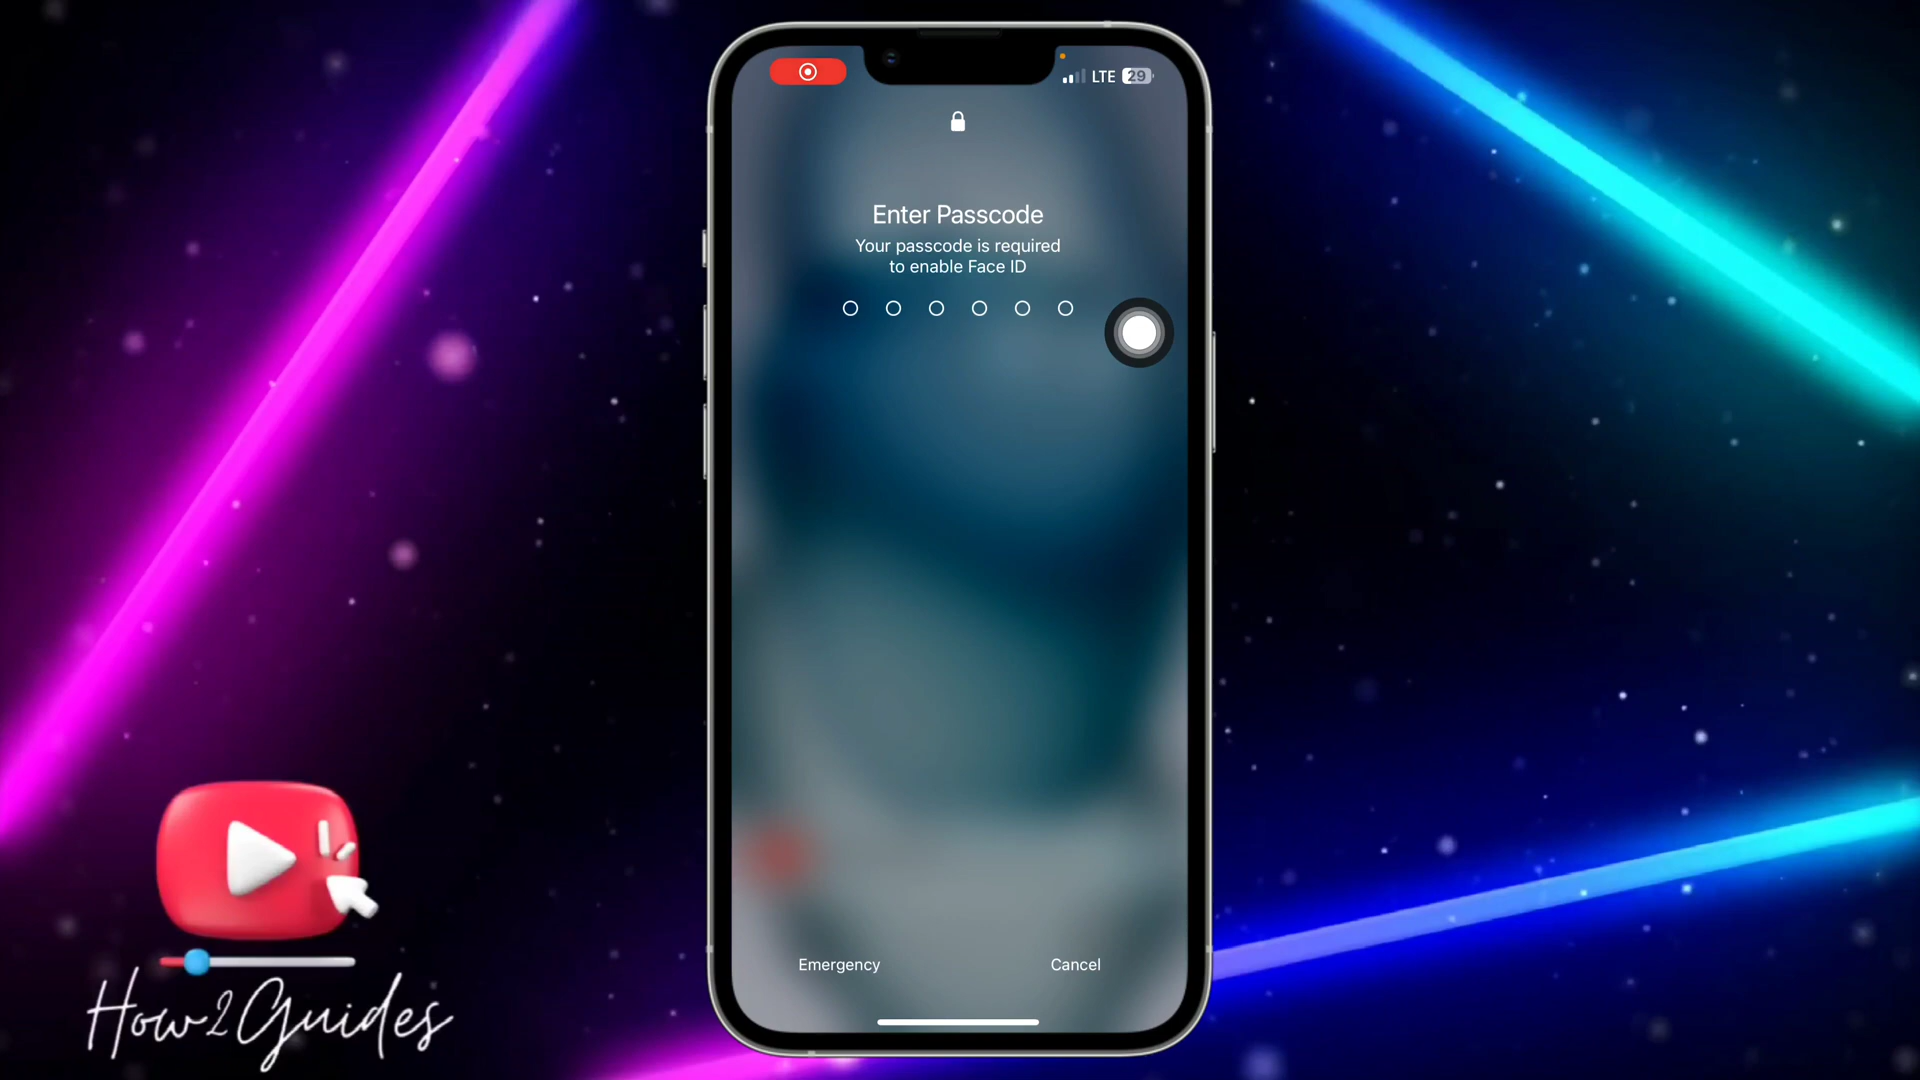 LTE 29
Enter Passcode
Your passcode is required
to enable Face ID
Emergency
Cancel
How2Guides